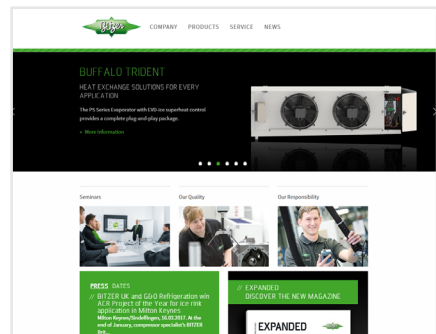 Bitzer
COMPANY PRODUCTS SERVICE NEWS
BUFFALO TRIDENT
HEAT EXCHANGE SOLUTIONS FOR EVERY
APPLICATION
The PS Series Evaporator with EVD-ice superheat control
provides a complete plug-and-play package.
» More information
Seminars
Our Quality
Our Responsibility
PRESS DATES
// BITZER UK and G&O Refrigeration win
ACR Project of the Year for ice rink
application in Milton Keynes
Milton Keynes/Sindelfingen, 16.03.2017. At the
end of January, compressor specialist's BITZER
// EXPANDED
DISCOVER THE NEW MAGAZINE
EXPANDED